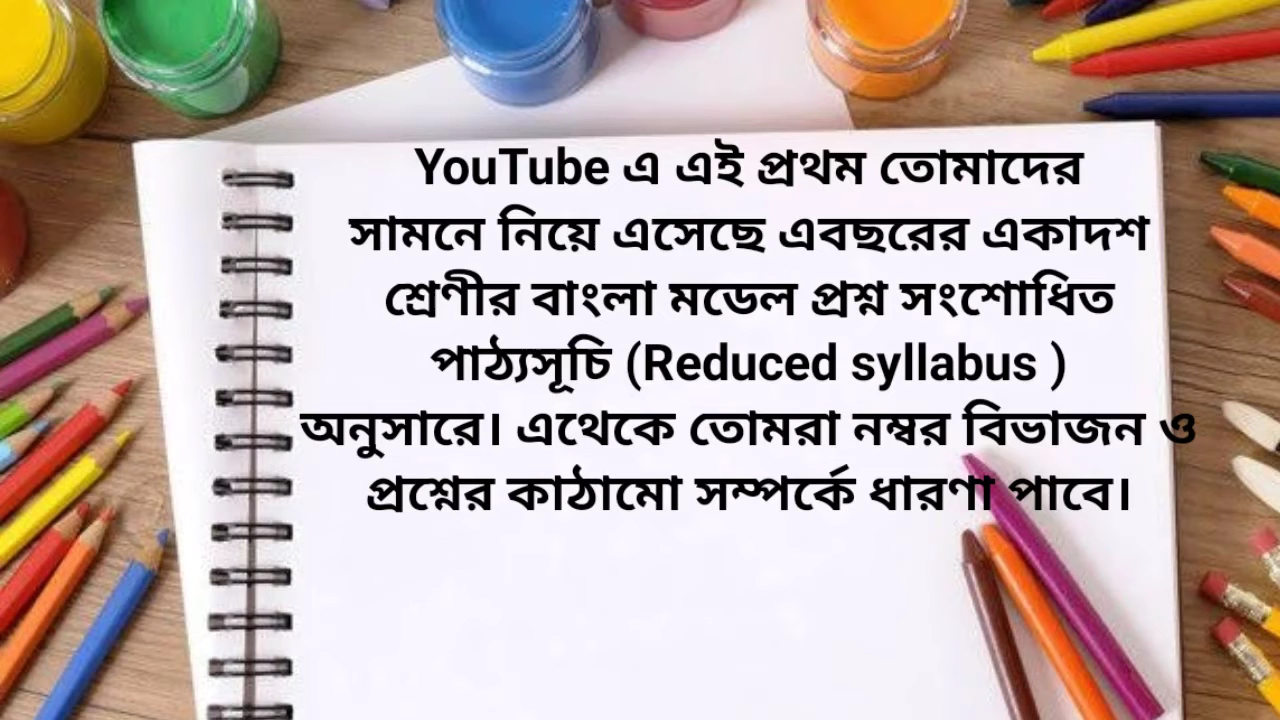 YouTube এ এই প্রথম তোমাদের
সামনে নিয়ে এসেছে এবছরের একাদশ
শ্রেণীর বাংলা মডেল প্রশ্ন সংশোধিত
পাঠ্যসূচি (Reduced syllabus )
অনুসারে। এথেকে তোমরা নম্বর বিভাজন ও
প্রশ্নের কাঠামো সম্পর্কে ধারণা পাবে।